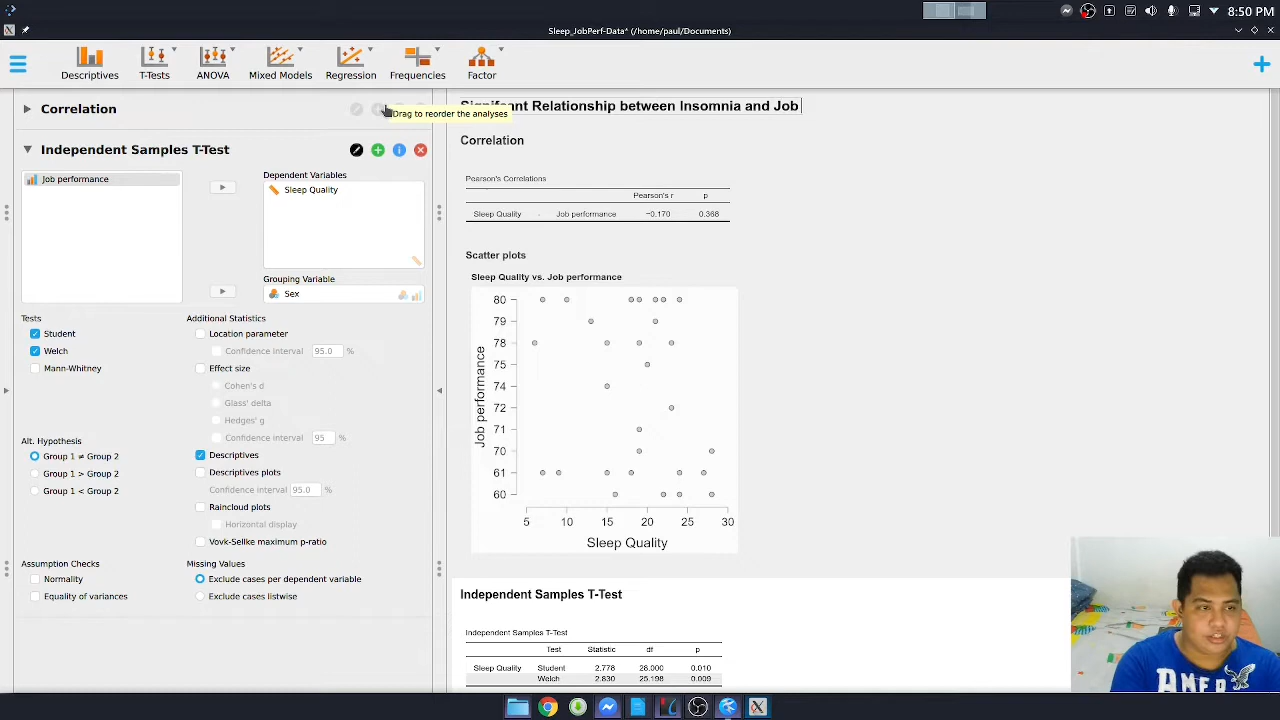 8:50 PM
Sleep_JobPerf-Data* (/home/paul/Documents)
Descriptives
T-Tests
ANOVA
Mixed Models
Regression
Frequencies
Factor
Correlation
Drag to reorder the analyses
Independent Samples T-Test
Job performance
Dependent Variables
Sleep Quality
Grouping Variable
Sex
Tests
Student
Welch
Mann-Whitney
Additional Statistics
Location parameter
Confidence interval 95.0 %
Effect size
Cohen's d
Glass' delta
Hedges' g
Confidence interval 95 %
Alt. Hypothesis
Group 1 ≠ Group 2
Group 1 > Group 2
Group 1 < Group 2
Descriptives
Descriptives plots
Confidence interval 95.0 %
Raincloud plots
Horizontal display
Vovk-Sellke maximum p-ratio
Assumption Checks
Normality
Equality of variances
Missing Values
Exclude cases per dependent variable
Exclude cases listwise
Relationship between Insomnia and Job
Correlation
Pearson's Correlations
Pearson's r p
Sleep Quality - Job performance −0.170 0.368
Scatter plots
Sleep Quality vs. Job performance
80
79
78
75
74
72
71
70
61
60
Job performance
5 10 15 20 25 30
Sleep Quality
Independent Samples T-Test
Independent Samples T-Test
Test Statistic df p
Sleep Quality Student 2.778 28.000 0.010
Welch 2.830 25.198 0.009